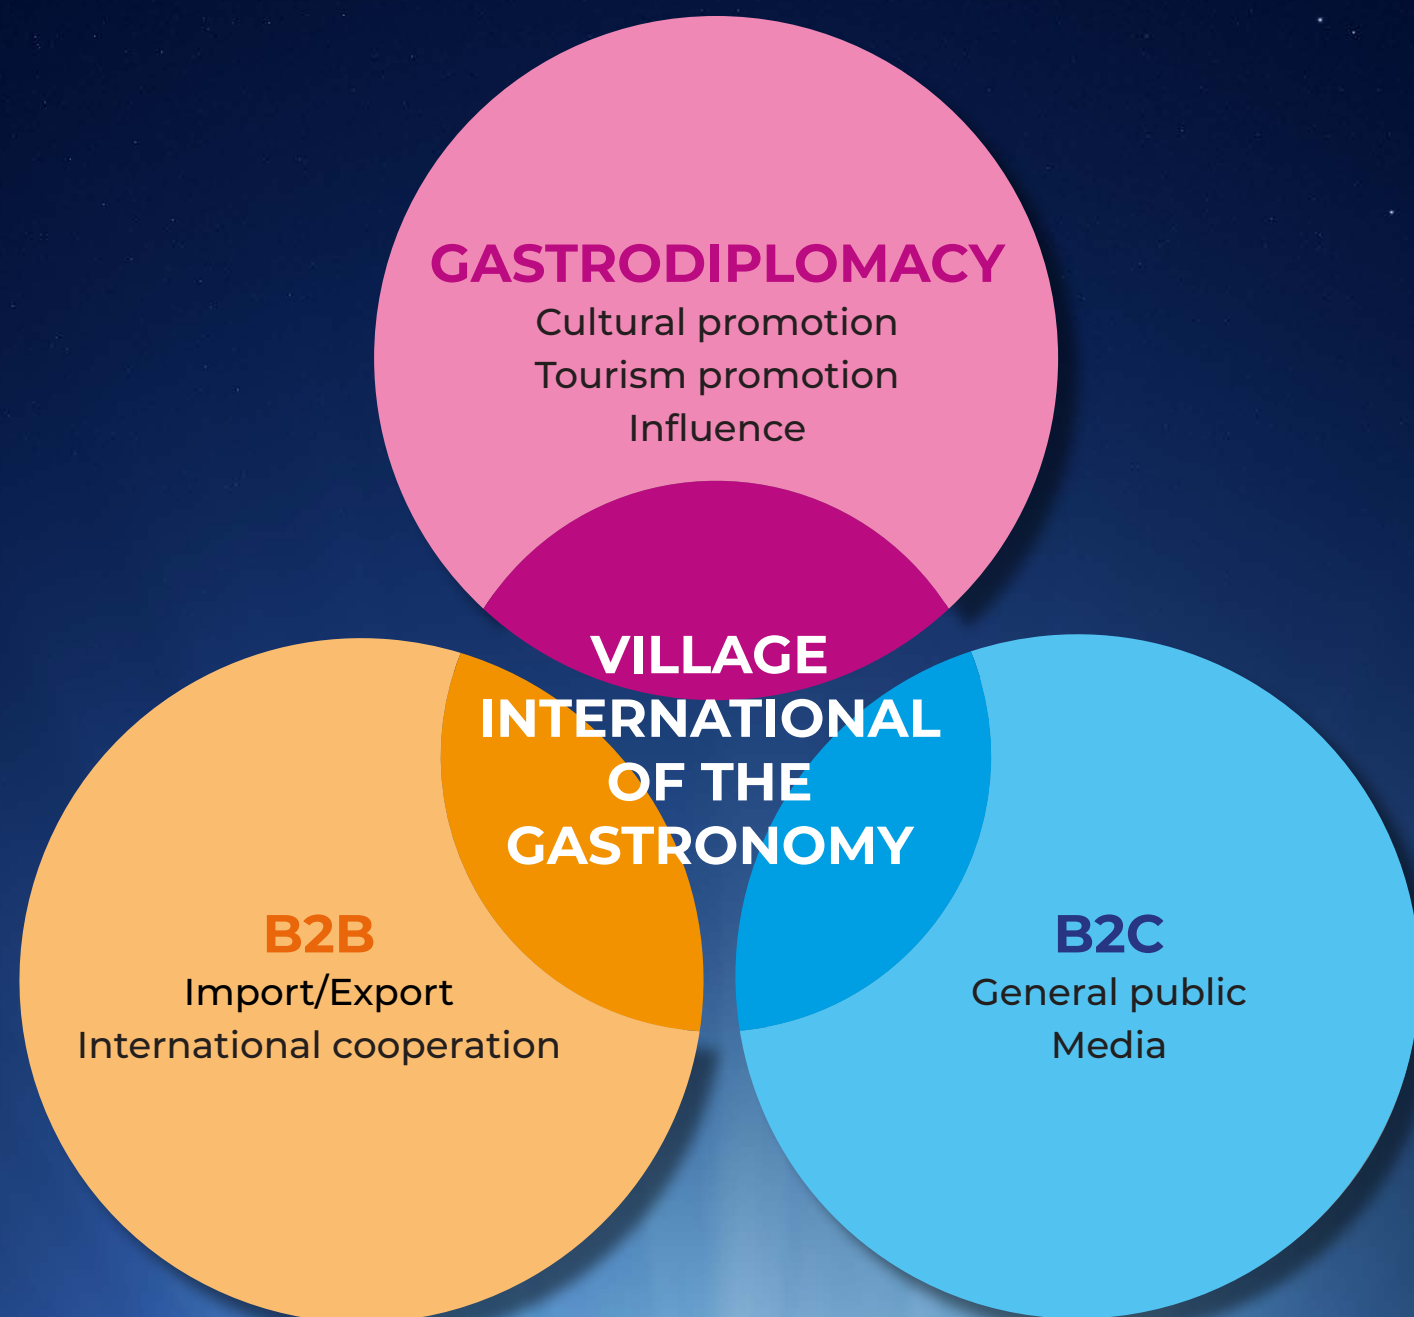 GASTRODIPLOMACY
Cultural promotion
Tourism promotion
Influence
VILLAGE
INTERNATIONAL
OF THE
GASTRONOMY
B2B
Import/Export
International cooperation
B2C
General public
Media